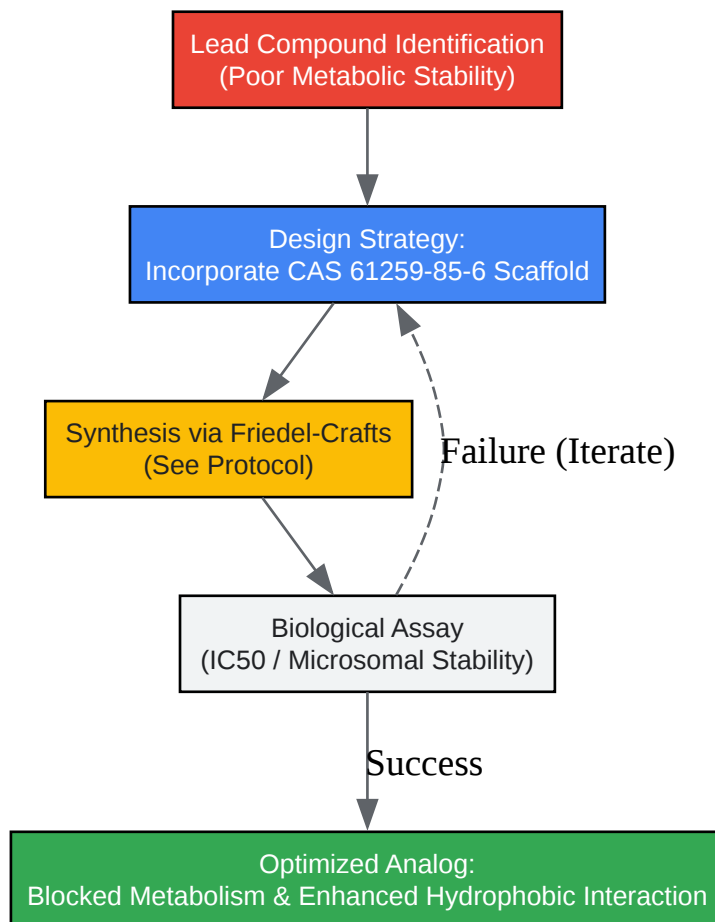 Lead Compound Identification
(Poor Metabolic Stability)
Design Strategy:
Incorporate CAS 61259-85-6 Scaffold
Synthesis via Friedel-Crafts
(See Protocol)
Failure (Iterate)
Biological Assay
(IC50 / Microsomal Stability)
Success
Optimized Analog:
Blocked Metabolism & Enhanced Hydrophobic Interaction